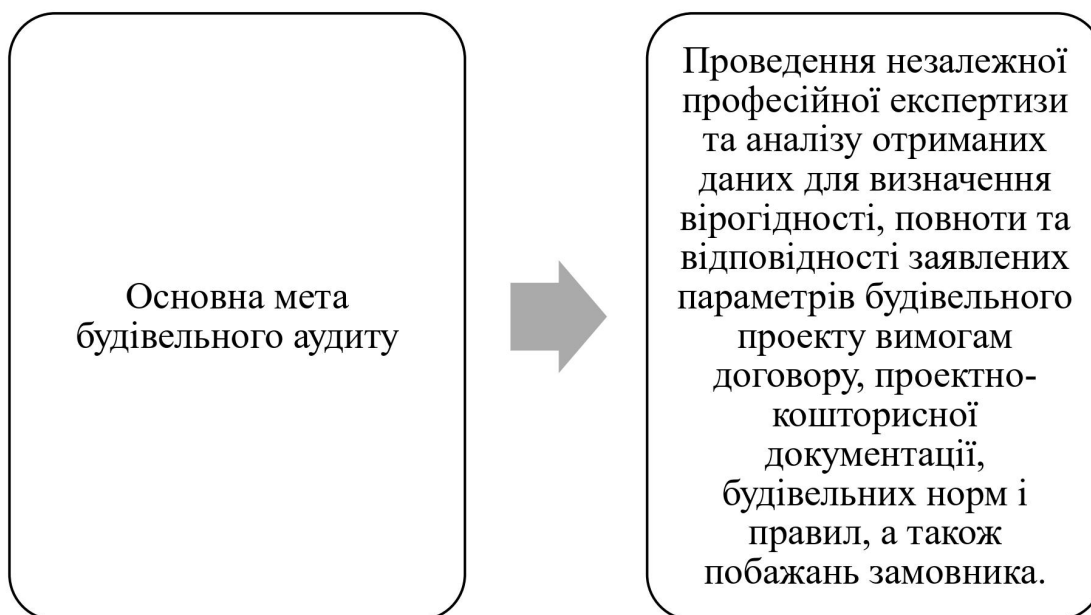 Основна мета
будівельного аудиту
Проведення незалежної
професійної експертизи
та аналізу отриманих
даних для визначення
вірогідності, повноти та
відповідності заявлених
параметрів будівельного
проекту вимогам
договору, проектно-
кошторисної
документації,
будівельних норм і
правил, а також
побажань замовника.